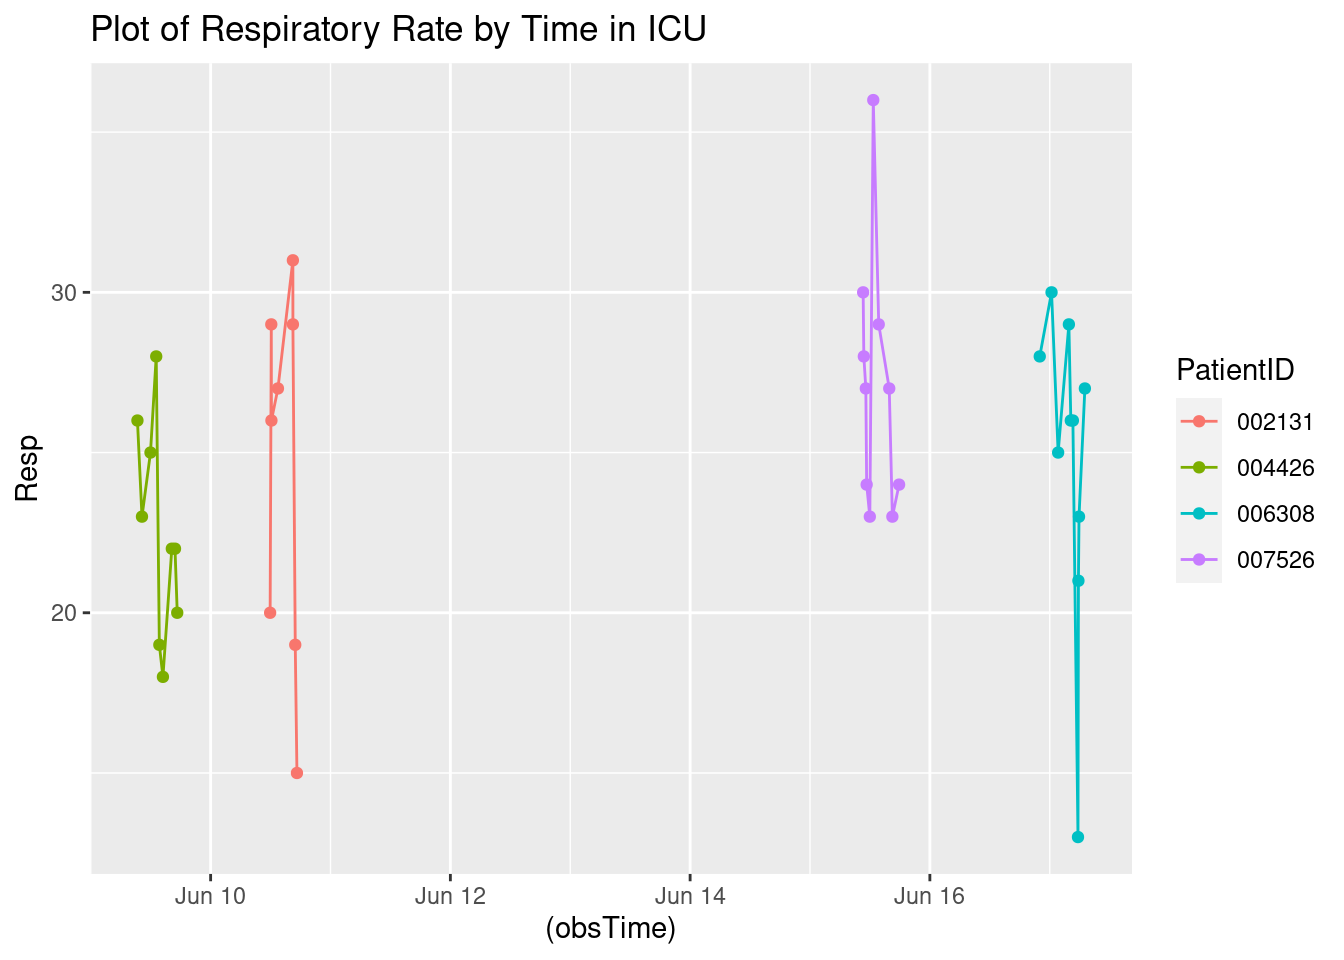 Plot of Respiratory Rate by Time in ICU
30
20
Resp
Jun 10
Jun 12
Jun 14
Jun 16
(obsTime)
PatientID
002131
004426
006308
007526